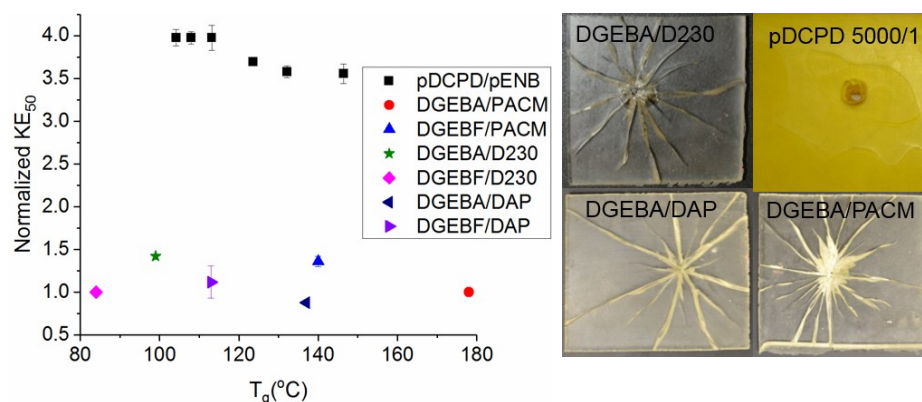 Normalized KE50
4.0
3.5
3.0
2.5
2.0
1.5
1.0
0.5
80
100
120
140
160
180
Tg(°C)
pDCPD/pENB
DGEBA/PACM
DGEBF/PACM
DGEBA/D230
DGEBF/D230
DGEBA/DAP
DGEBF/DAP
DGEBA/D230
pDCPD 5000/1
DGEBA/DAP
DGEBA/PACM